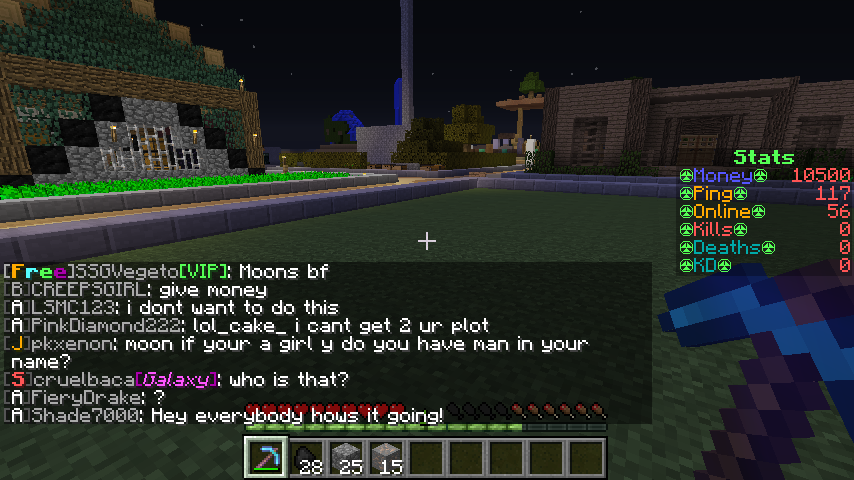 Stats
Money 10500
Ping 117
Online 56
Kills 0
Deaths 0
KD 0
[Free]SSGVegeto[VIP]: Moons bf
[B]CREEPSGIRL: give money
[A]LSMC123: i dont want to do this
[A]PinkDiamond222: lol_cake_ i cant get 2 ur plot
[J]pkxenon: moon if your a girl y do you have man in your
name?
[S]cruelbaca[Galaxy]: who is that?
[A]FieryDrake: ?
[A]Shade7000: Hey everybody hows it going!
28 25 15